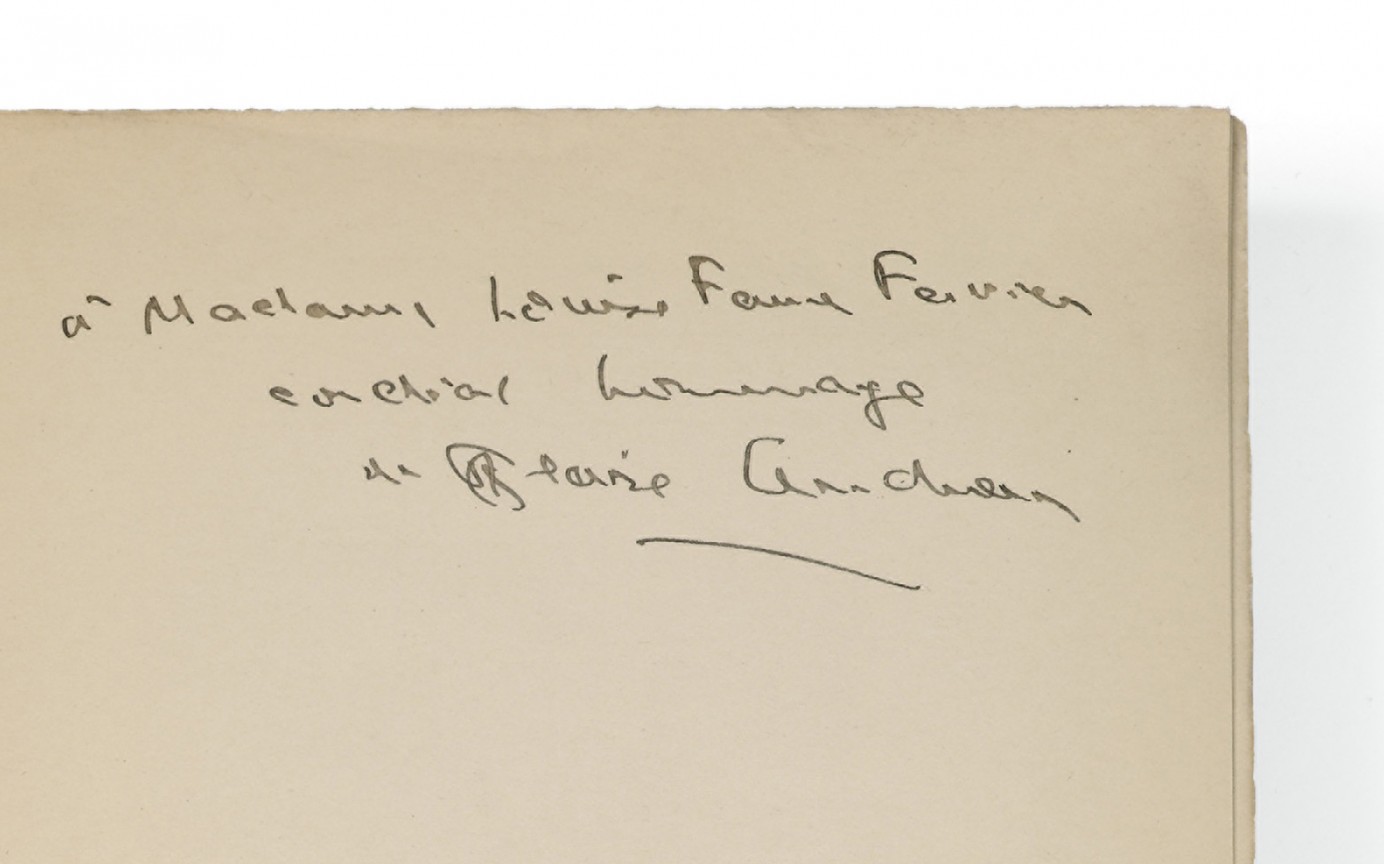 à Madame Louise Faure Favier
cordial hommage
de Blaise Cendrars